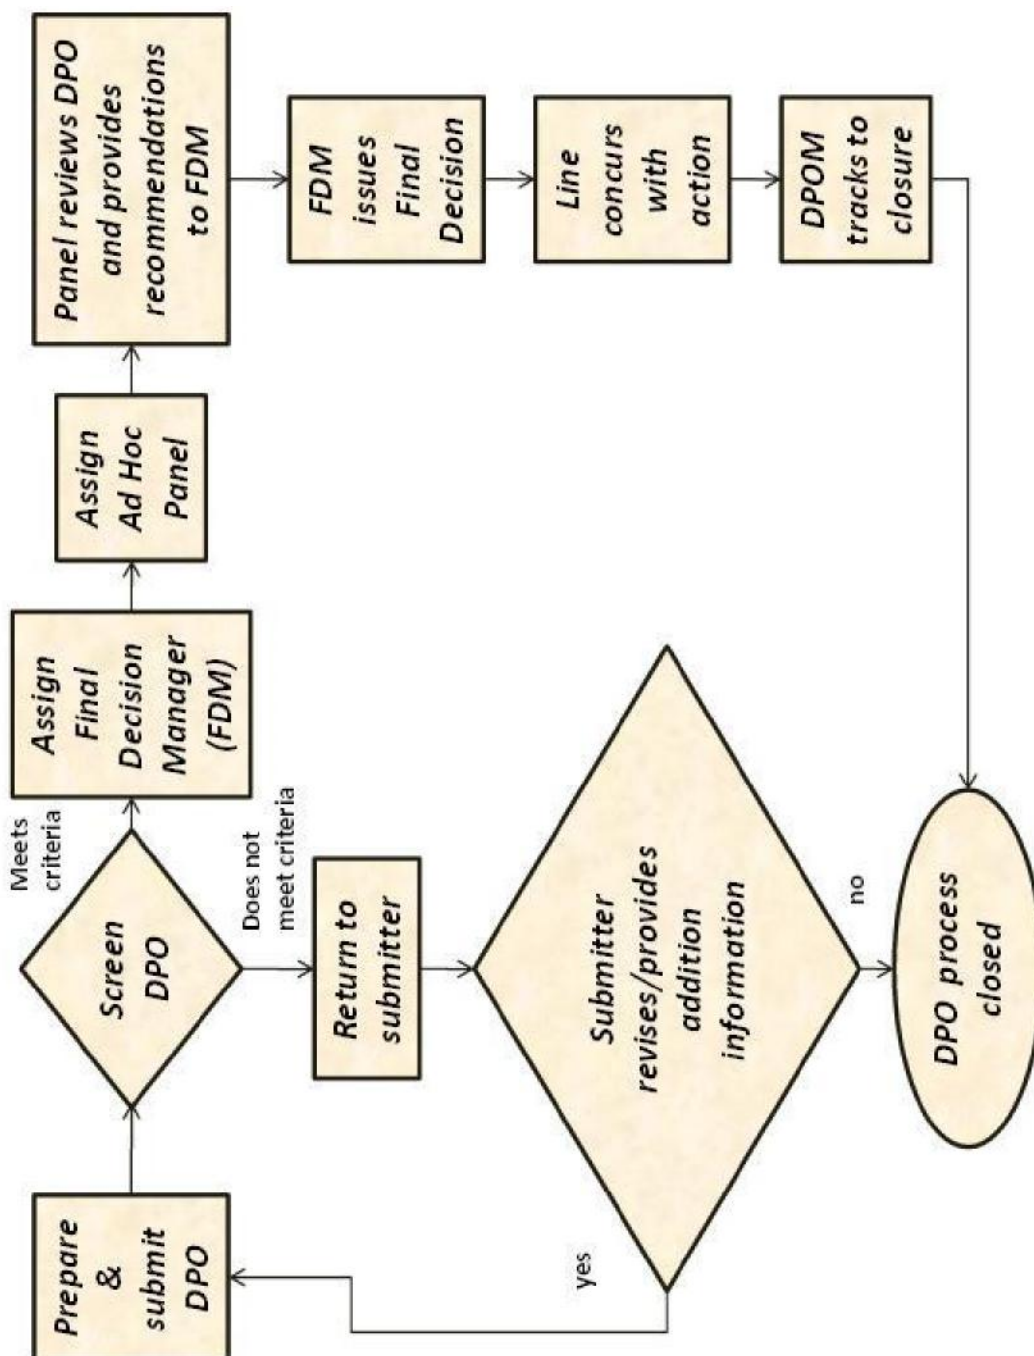 Prepare
&
submit
DPO
Screen
DPO
Meets
criteria
Does not
meet criteria
Assign
Final
Decision
Manager
(FDM)
Assign
Ad Hoc
Panel
Panel reviews DPO
and provides
recommendations
to FDM
FDM
issues
Final
Decision
Line
concurs
with
action
DPOM
tracks to
closure
Return to
submitter
Submitter
revises/provides
addition
information
yes
no
DPO process
closed